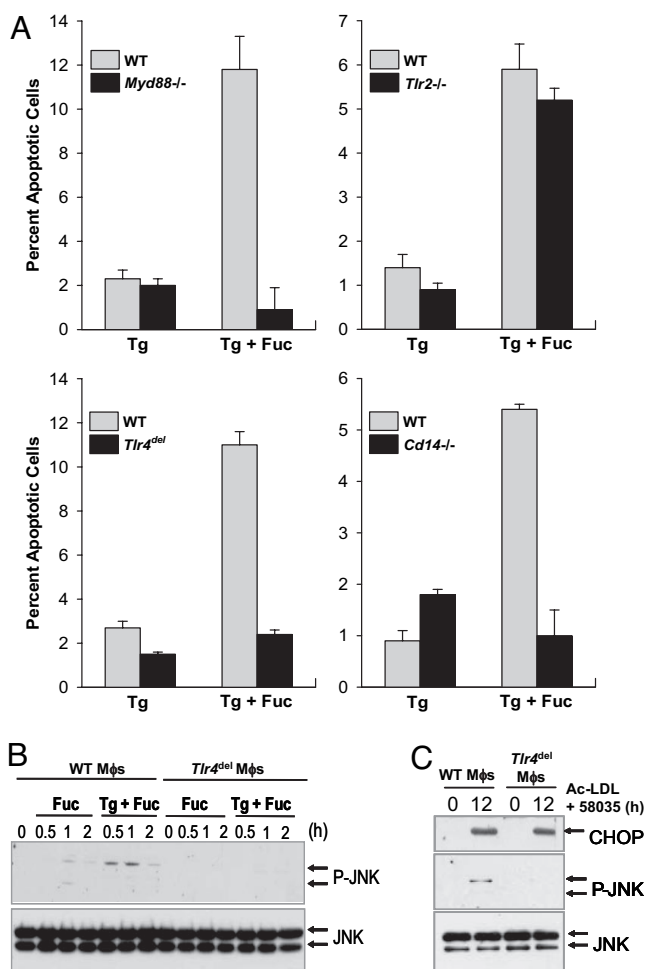 A
Percent Apoptotic Cells
14
12
10
8
6
4
2
0
WT
Myd88-/-
Tg
Tg + Fuc
7
6
5
4
3
2
1
0
WT
Tlr2-/-
Tg
Tg + Fuc
Percent Apoptotic Cells
14
12
10
8
6
4
2
0
WT
Tlr4del
Tg
Tg + Fuc
6
5
4
3
2
1
0
WT
Cd14-/-
Tg
Tg + Fuc
B
WT Mϕs
Tlr4del Mϕs
Fuc
Tg + Fuc
Fuc
Tg + Fuc
0 0.5 1 2 0.5 1 2 0 0.5 1 2 0.5 1 2 (h)
P-JNK
JNK
C
WT Mϕs
Tlr4del Mϕs
0 12 0 12
Ac-LDL + 58035 (h)
CHOP
P-JNK
JNK